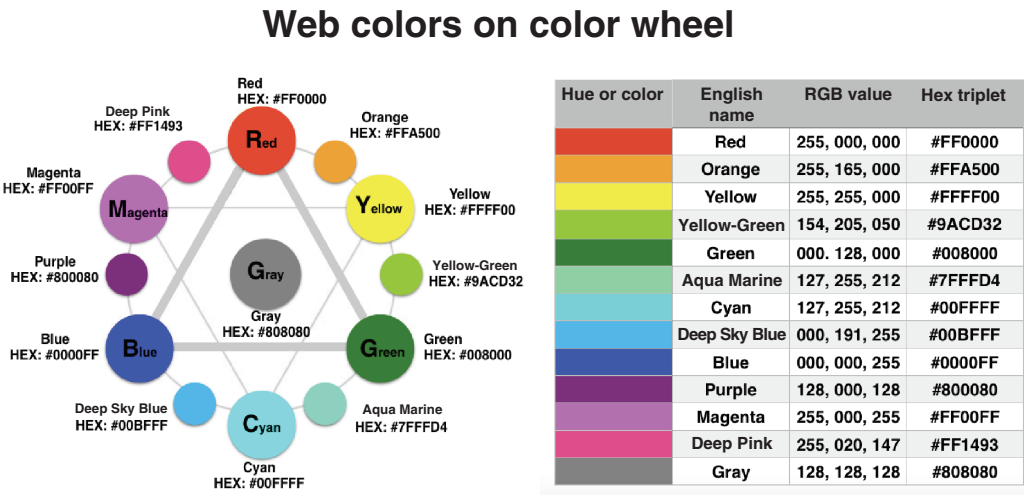 Web colors on color wheel
Red
HEX: #FF0000
Deep Pink
HEX: #FF1493
Orange
HEX: #FFA500
Red
Magenta
HEX: #FF00FF
Magenta
Yellow
Yellow
HEX: #FFFF00
Purple
HEX: #800080
Gray
Yellow-Green
HEX: #9ACD32
Gray
HEX: #808080
Blue
HEX: #0000FF
Blue
Green
Green
HEX: #008000
Deep Sky Blue
HEX: #00BFFF
Cyan
Aqua Marine
HEX: #7FFFD4
Cyan
HEX: #00FFFF
Hue or color English name RGB value Hex triplet
Red 255, 000, 000 #FF0000
Orange 255, 165, 000 #FFA500
Yellow 255, 255, 000 #FFFF00
Yellow-Green 154, 205, 050 #9ACD32
Green 000. 128, 000 #008000
Aqua Marine 127, 255, 212 #7FFFD4
Cyan 127, 255, 212 #00FFFF
Deep Sky Blue 000, 191, 255 #00BFFF
Blue 000, 000, 255 #0000FF
Purple 128, 000, 128 #800080
Magenta 255, 000, 255 #FF00FF
Deep Pink 255, 020, 147 #FF1493
Gray 128, 128, 128 #808080